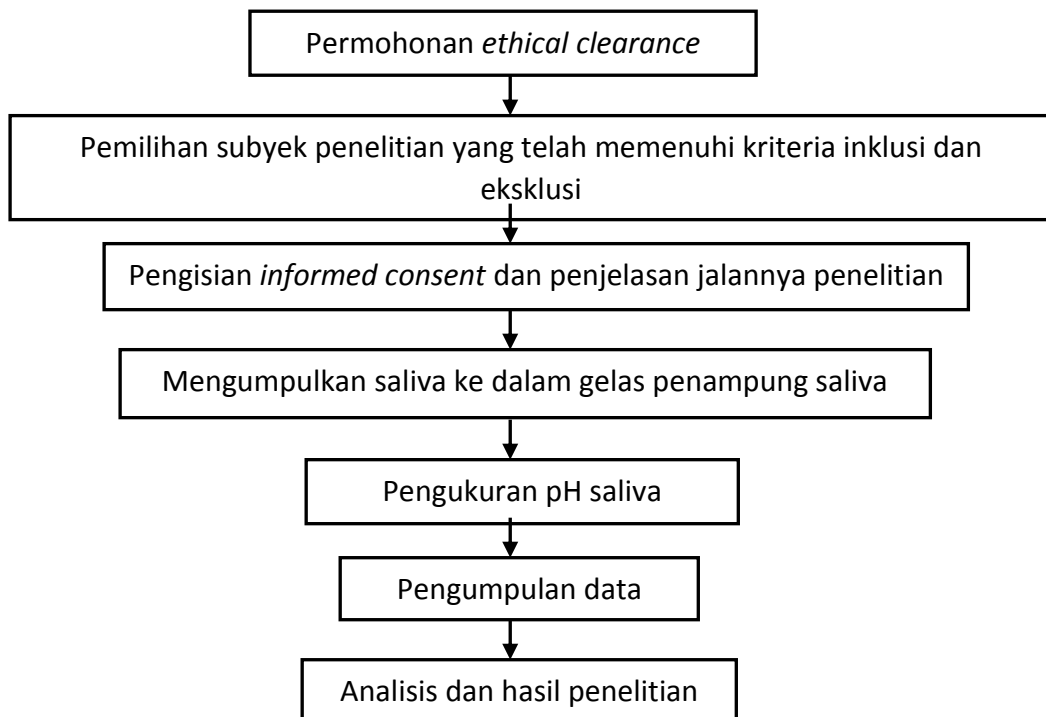 Permohonan ethical clearance
Pemilihan subyek penelitian yang telah memenuhi kriteria inklusi dan
eksklusi
Pengisian informed consent dan penjelasan jalannya penelitian
Mengumpulkan saliva ke dalam gelas penampung saliva
Pengukuran pH saliva
Pengumpulan data
Analisis dan hasil penelitian